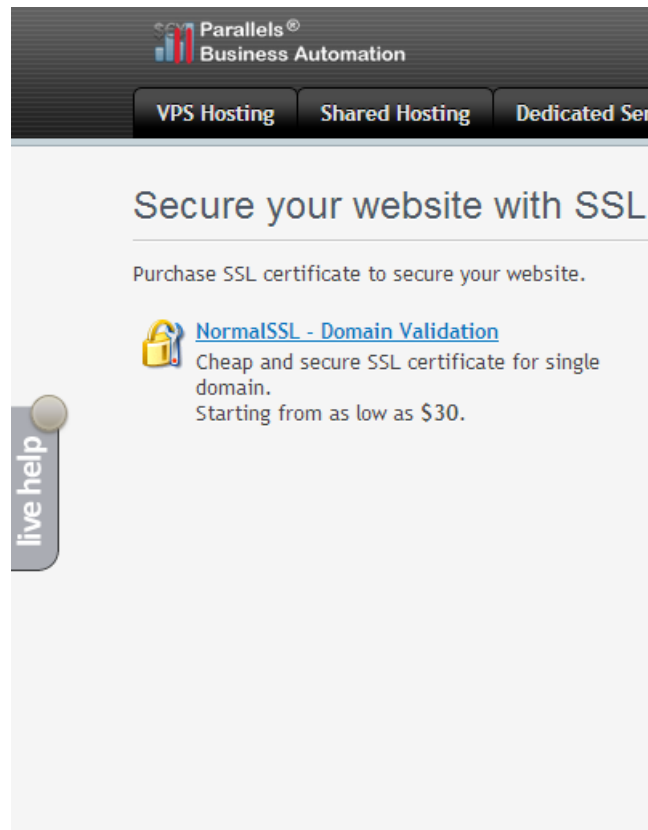 Parallels®
Business Automation
VPS Hosting Shared Hosting Dedicated Ser
Secure your website with SSL
Purchase SSL certificate to secure your website.
NormalSSL - Domain Validation
Cheap and secure SSL certificate for single
domain.
Starting from as low as $30.
live help